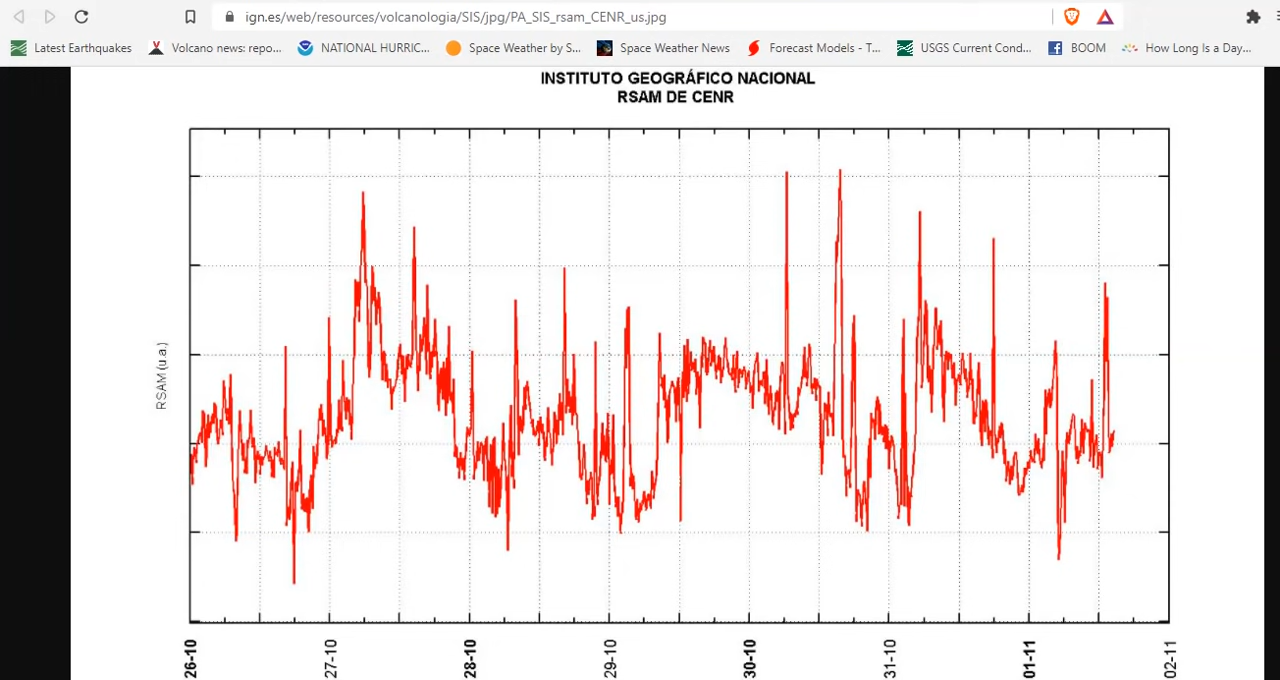 ign.es/web/resources/volcanologia/SIS/jpg/PA_SIS_rsam_CENR_us.jpg
Latest Earthquakes Volcano news: repo... NATIONAL HURRIC... Space Weather by S... Space Weather News Forecast Models - T... USGS Current Cond... BOOM How Long Is a Day...
INSTITUTO GEOGRÁFICO NACIONAL
RSAM DE CENR
RSAM (u.a.)
26-10 27-10 28-10 29-10 30-10 31-10 01-11 02-11